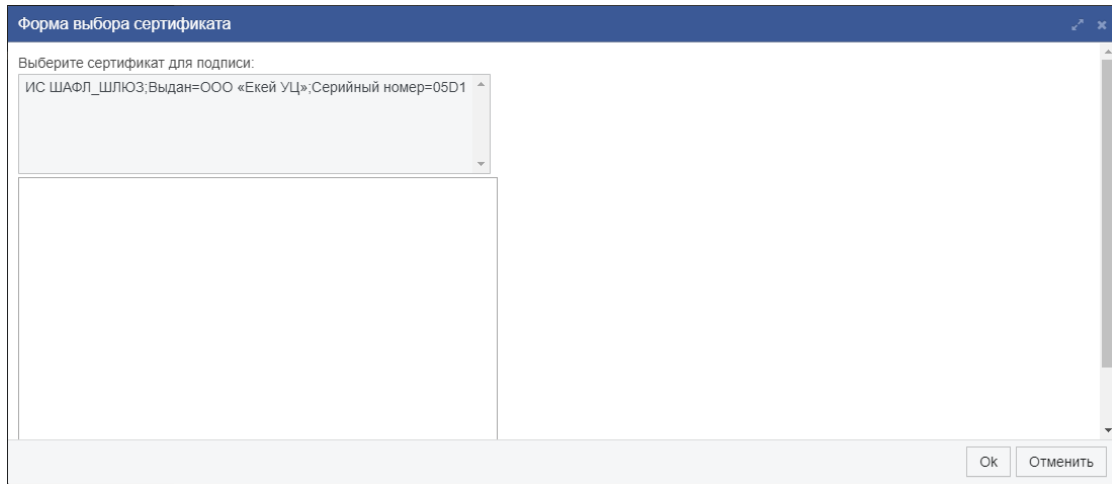 Форма выбора сертификата
Выберите сертификат для подписи:
ИС ШАФЛ_ШЛЮЗ;Выдан=ООО «Екей УЦ»;Серийный номер=05D1
Ok Отменить